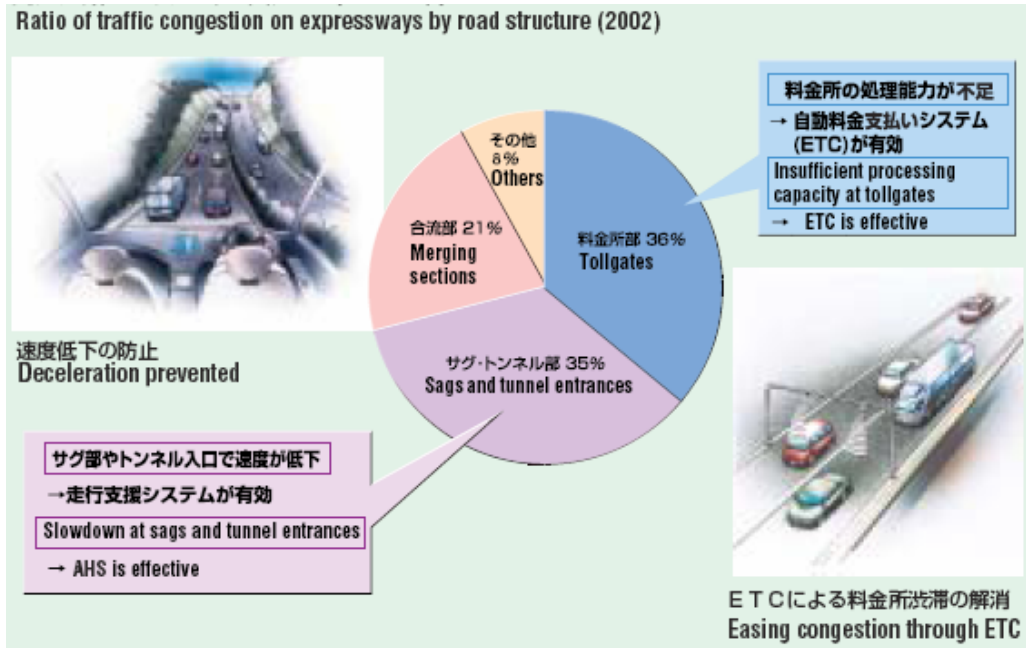 Ratio of traffic congestion on expressways by road structure (2002)
料金所の処理能力が不足
→ 自動料金支払いシステム
(ETC)が有効
Insufficient processing
capacity at tollgates
→ ETC is effective
その他
8%
Others
合流部 21%
Merging
sections
料金所部 36%
Tollgates
サグ・トンネル部 35%
Sags and tunnel entrances
速度低下の防止
Deceleration prevented
サグ部やトンネル入口で速度が低下
→走行支援システムが有効
Slowdown at sags and tunnel entrances
→ AHS is effective
ETCによる料金所渋滞の解消
Easing congestion through ETC